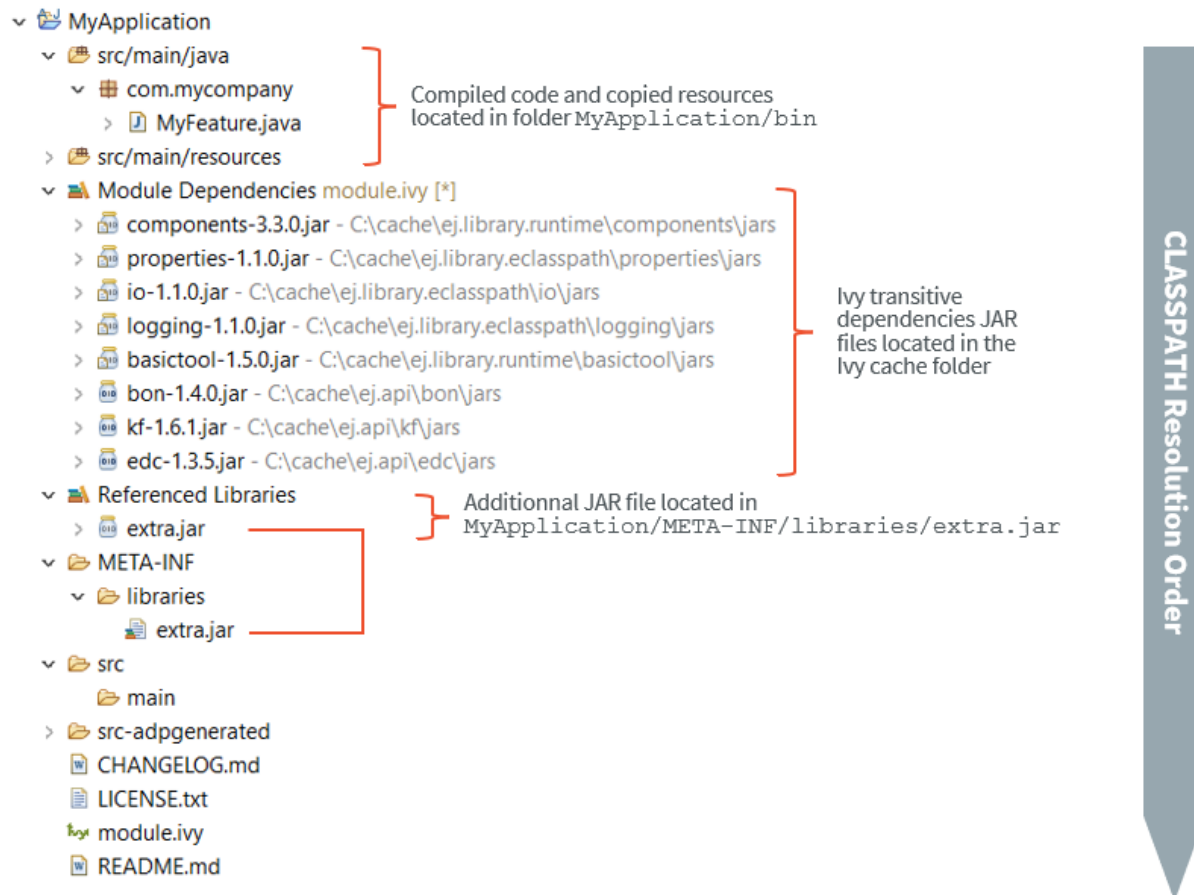 MyApplication
src/main/java
com.mycompany
MyFeature.java
src/main/resources
Compiled code and copied resources
located in folder MyApplication/bin
Module Dependencies module.ivy [*]
components-3.3.0.jar - C:\cache\ej.library.runtime\components\jars
properties-1.1.0.jar - C:\cache\ej.library.eclasspath\properties\jars
io-1.1.0.jar - C:\cache\ej.library.eclasspath\io\jars
logging-1.1.0.jar - C:\cache\ej.library.eclasspath\logging\jars
basictool-1.5.0.jar - C:\cache\ej.library.runtime\basictool\jars
bon-1.4.0.jar - C:\cache\ej.api\bon\jars
kf-1.6.1.jar - C:\cache\ej.api\kf\jars
edc-1.3.5.jar - C:\cache\ej.api\edc\jars
Ivy transitive
dependencies JAR
files located in the
Ivy cache folder
Referenced Libraries
extra.jar
Additionnal JAR file located in
MyApplication/META-INF/libraries/extra.jar
META-INF
libraries
extra.jar
src
main
src-adpgenerated
CHANGELOG.md
LICENSE.txt
module.ivy
README.md
CLASSPATH Resolution Order